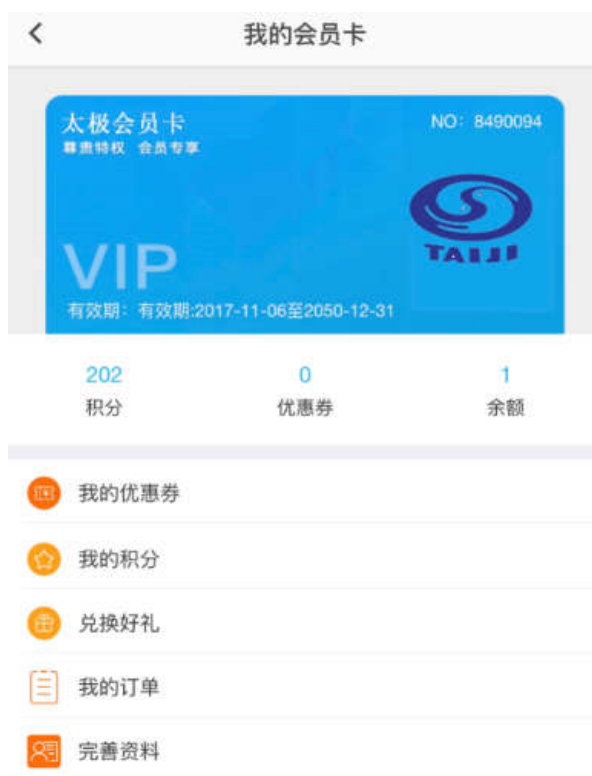 我的会员卡
太极会员卡
NO: 8490094
尊贵特权 会员专享
TAIJI
VIP
有效期：有效期:2017-11-06至2050-12-31
202
0
1
积分
优惠券
余额
我的优惠券
我的积分
兑换好礼
我的订单
完善资料